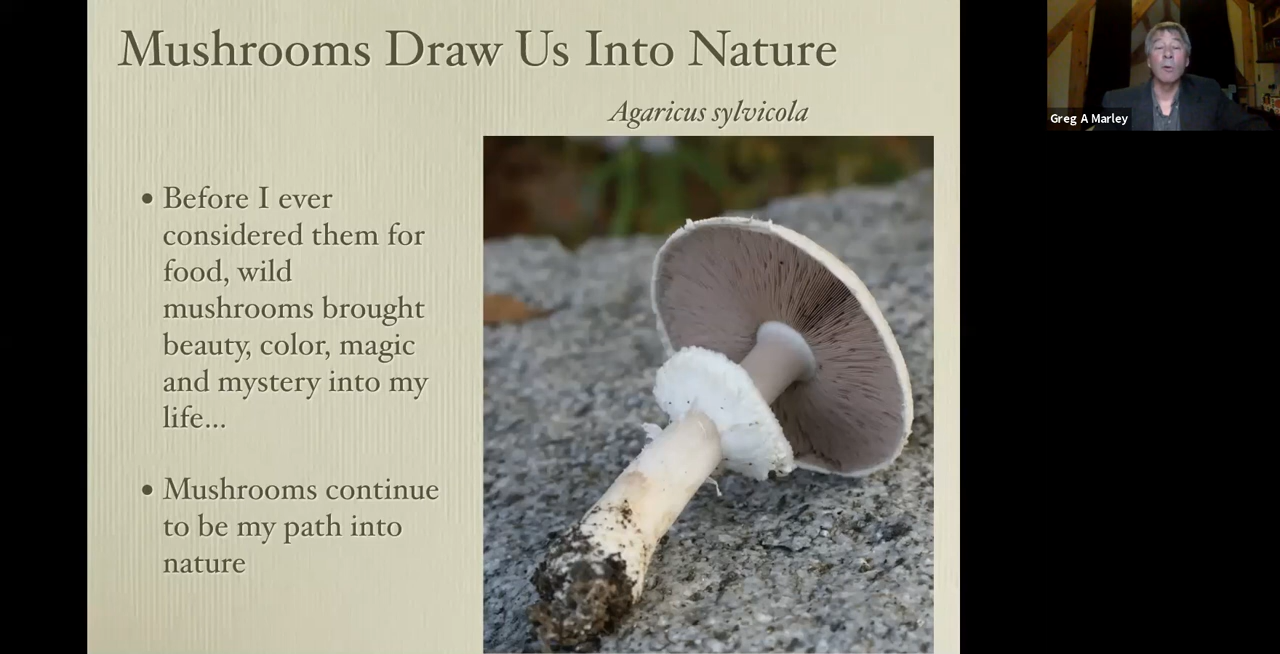 Mushrooms Draw Us Into Nature
Agaricus sylvicola
• Before I ever
considered them for
food, wild
mushrooms brought
beauty, color, magic
and mystery into my
life...
• Mushrooms continue
to be my path into
nature
Greg A Marley